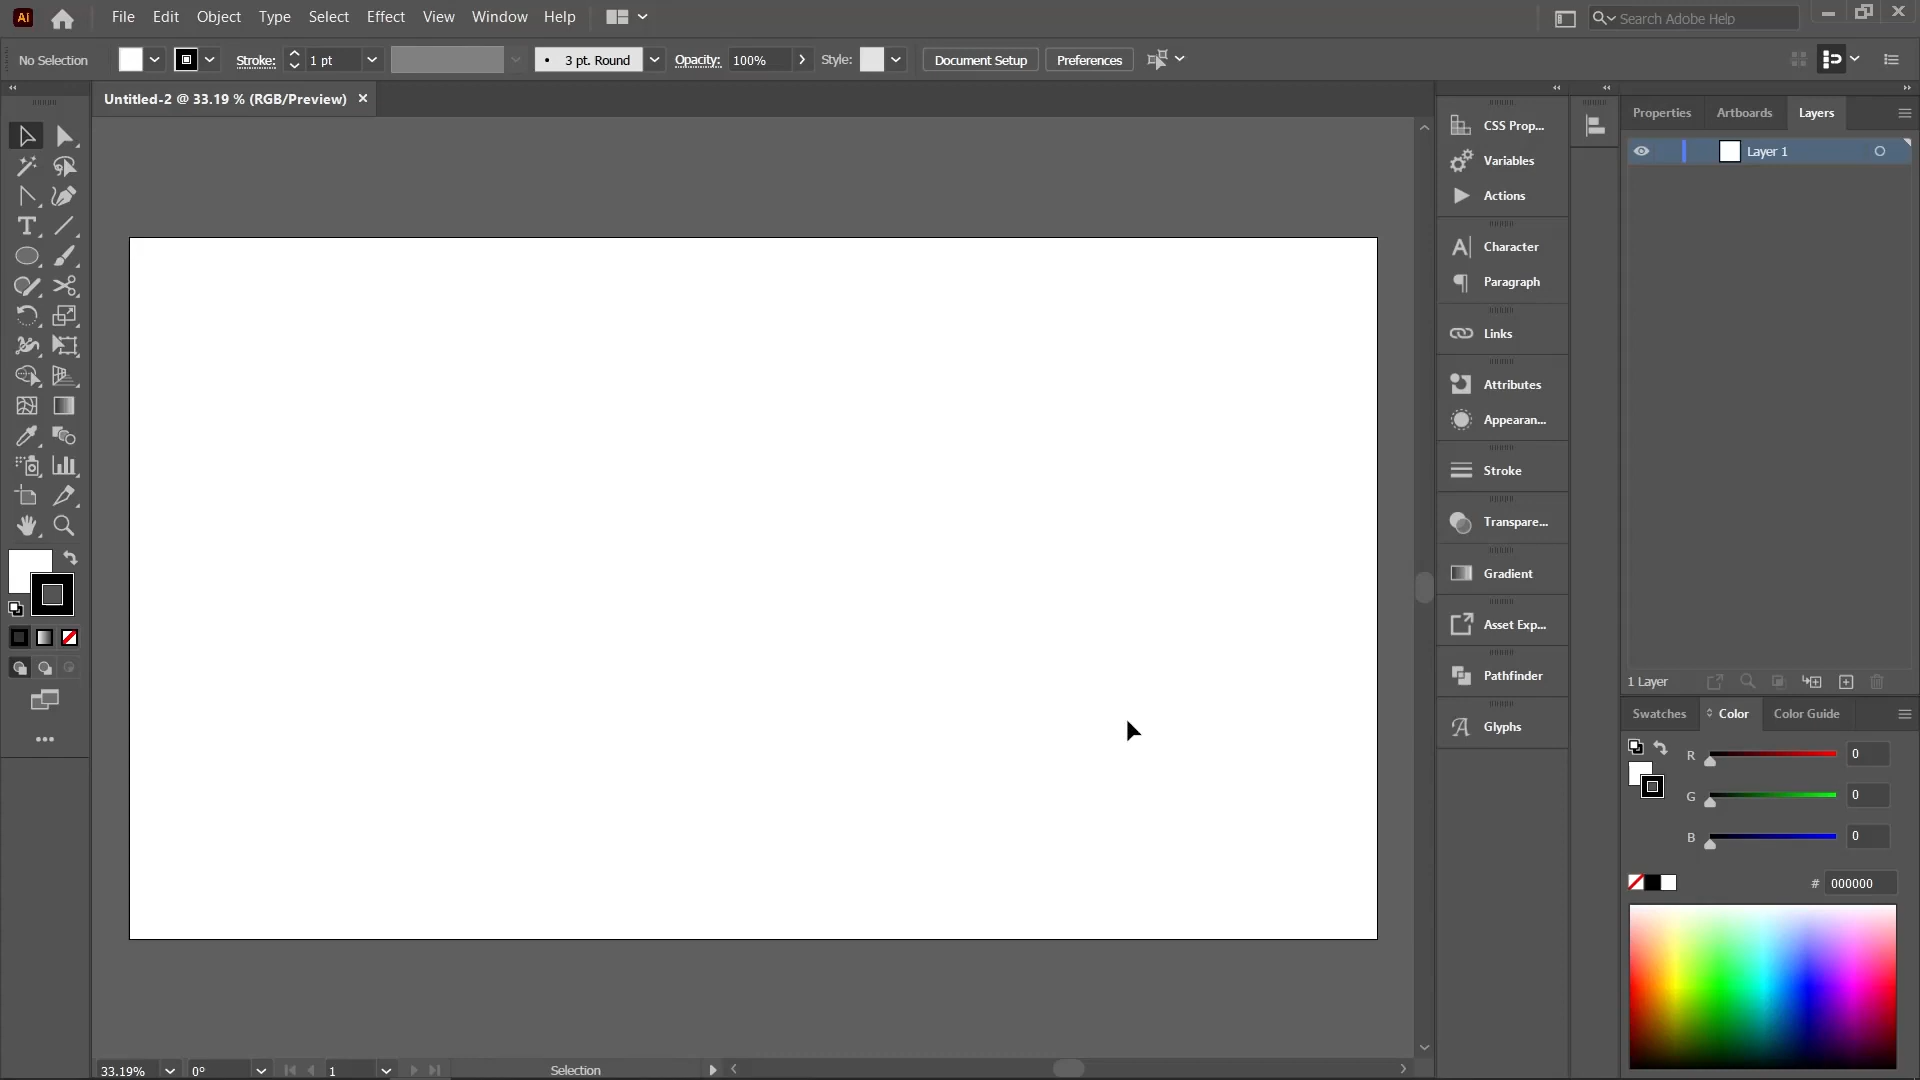 Ai File Edit Object Type Select Effect View Window Help Search Adobe Help
No Selection Stroke: 1 pt 3 pt. Round Opacity: 100% Style: Document Setup Preferences
Untitled-2 @ 33.19 % (RGB/Preview)
CSS Prop...
Variables
Actions
Character
Paragraph
Links
Attributes
Appearan...
Stroke
Transpare...
Gradient
Asset Exp...
Pathfinder
Glyphs
Properties Artboards Layers
Layer 1
1 Layer
Swatches Color Color Guide
R 0
G 0
B 0
# 000000
33.19% 0° 1 Selection